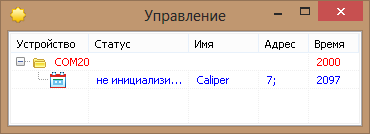 Управление
Устройство Статус Имя Адрес Время
COM20 2000
не инициализи... Caliper 7; 2097